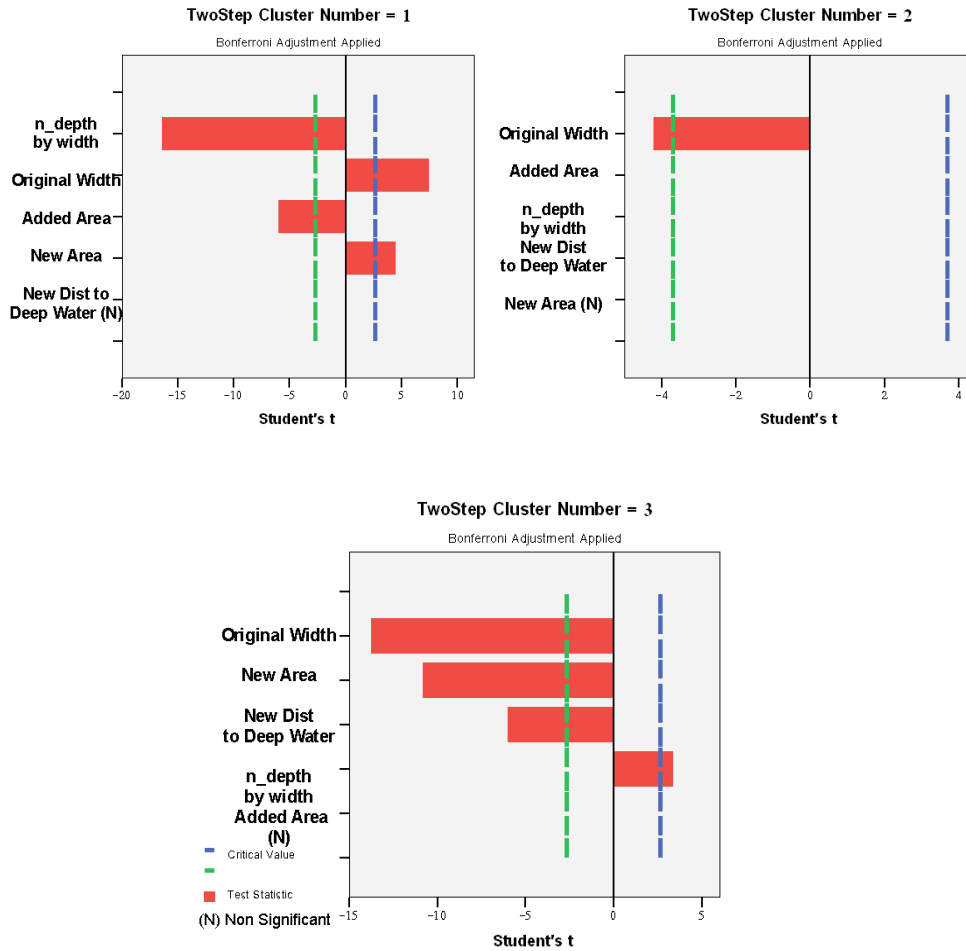 TwoStep Cluster Number = 1
Bonferroni Adjustment Applied
n_depth
by width
Original Width
Added Area
New Area
New Dist to
Deep Water (N)
-20 -15 -10 -5 0 5 10
Student's t
TwoStep Cluster Number = 2
Bonferroni Adjustment Applied
Original Width
Added Area
n_depth
by width
New Dist
to Deep Water
New Area (N)
-4 -2 0 2 4
Student's t
TwoStep Cluster Number = 3
Bonferroni Adjustment Applied
Original Width
New Area
New Dist
to Deep Water
n_depth
by width
Added Area
(N)
Critical Value
Test Statistic
(N) Non Significant
-15 -10 -5 0 5
Student's t